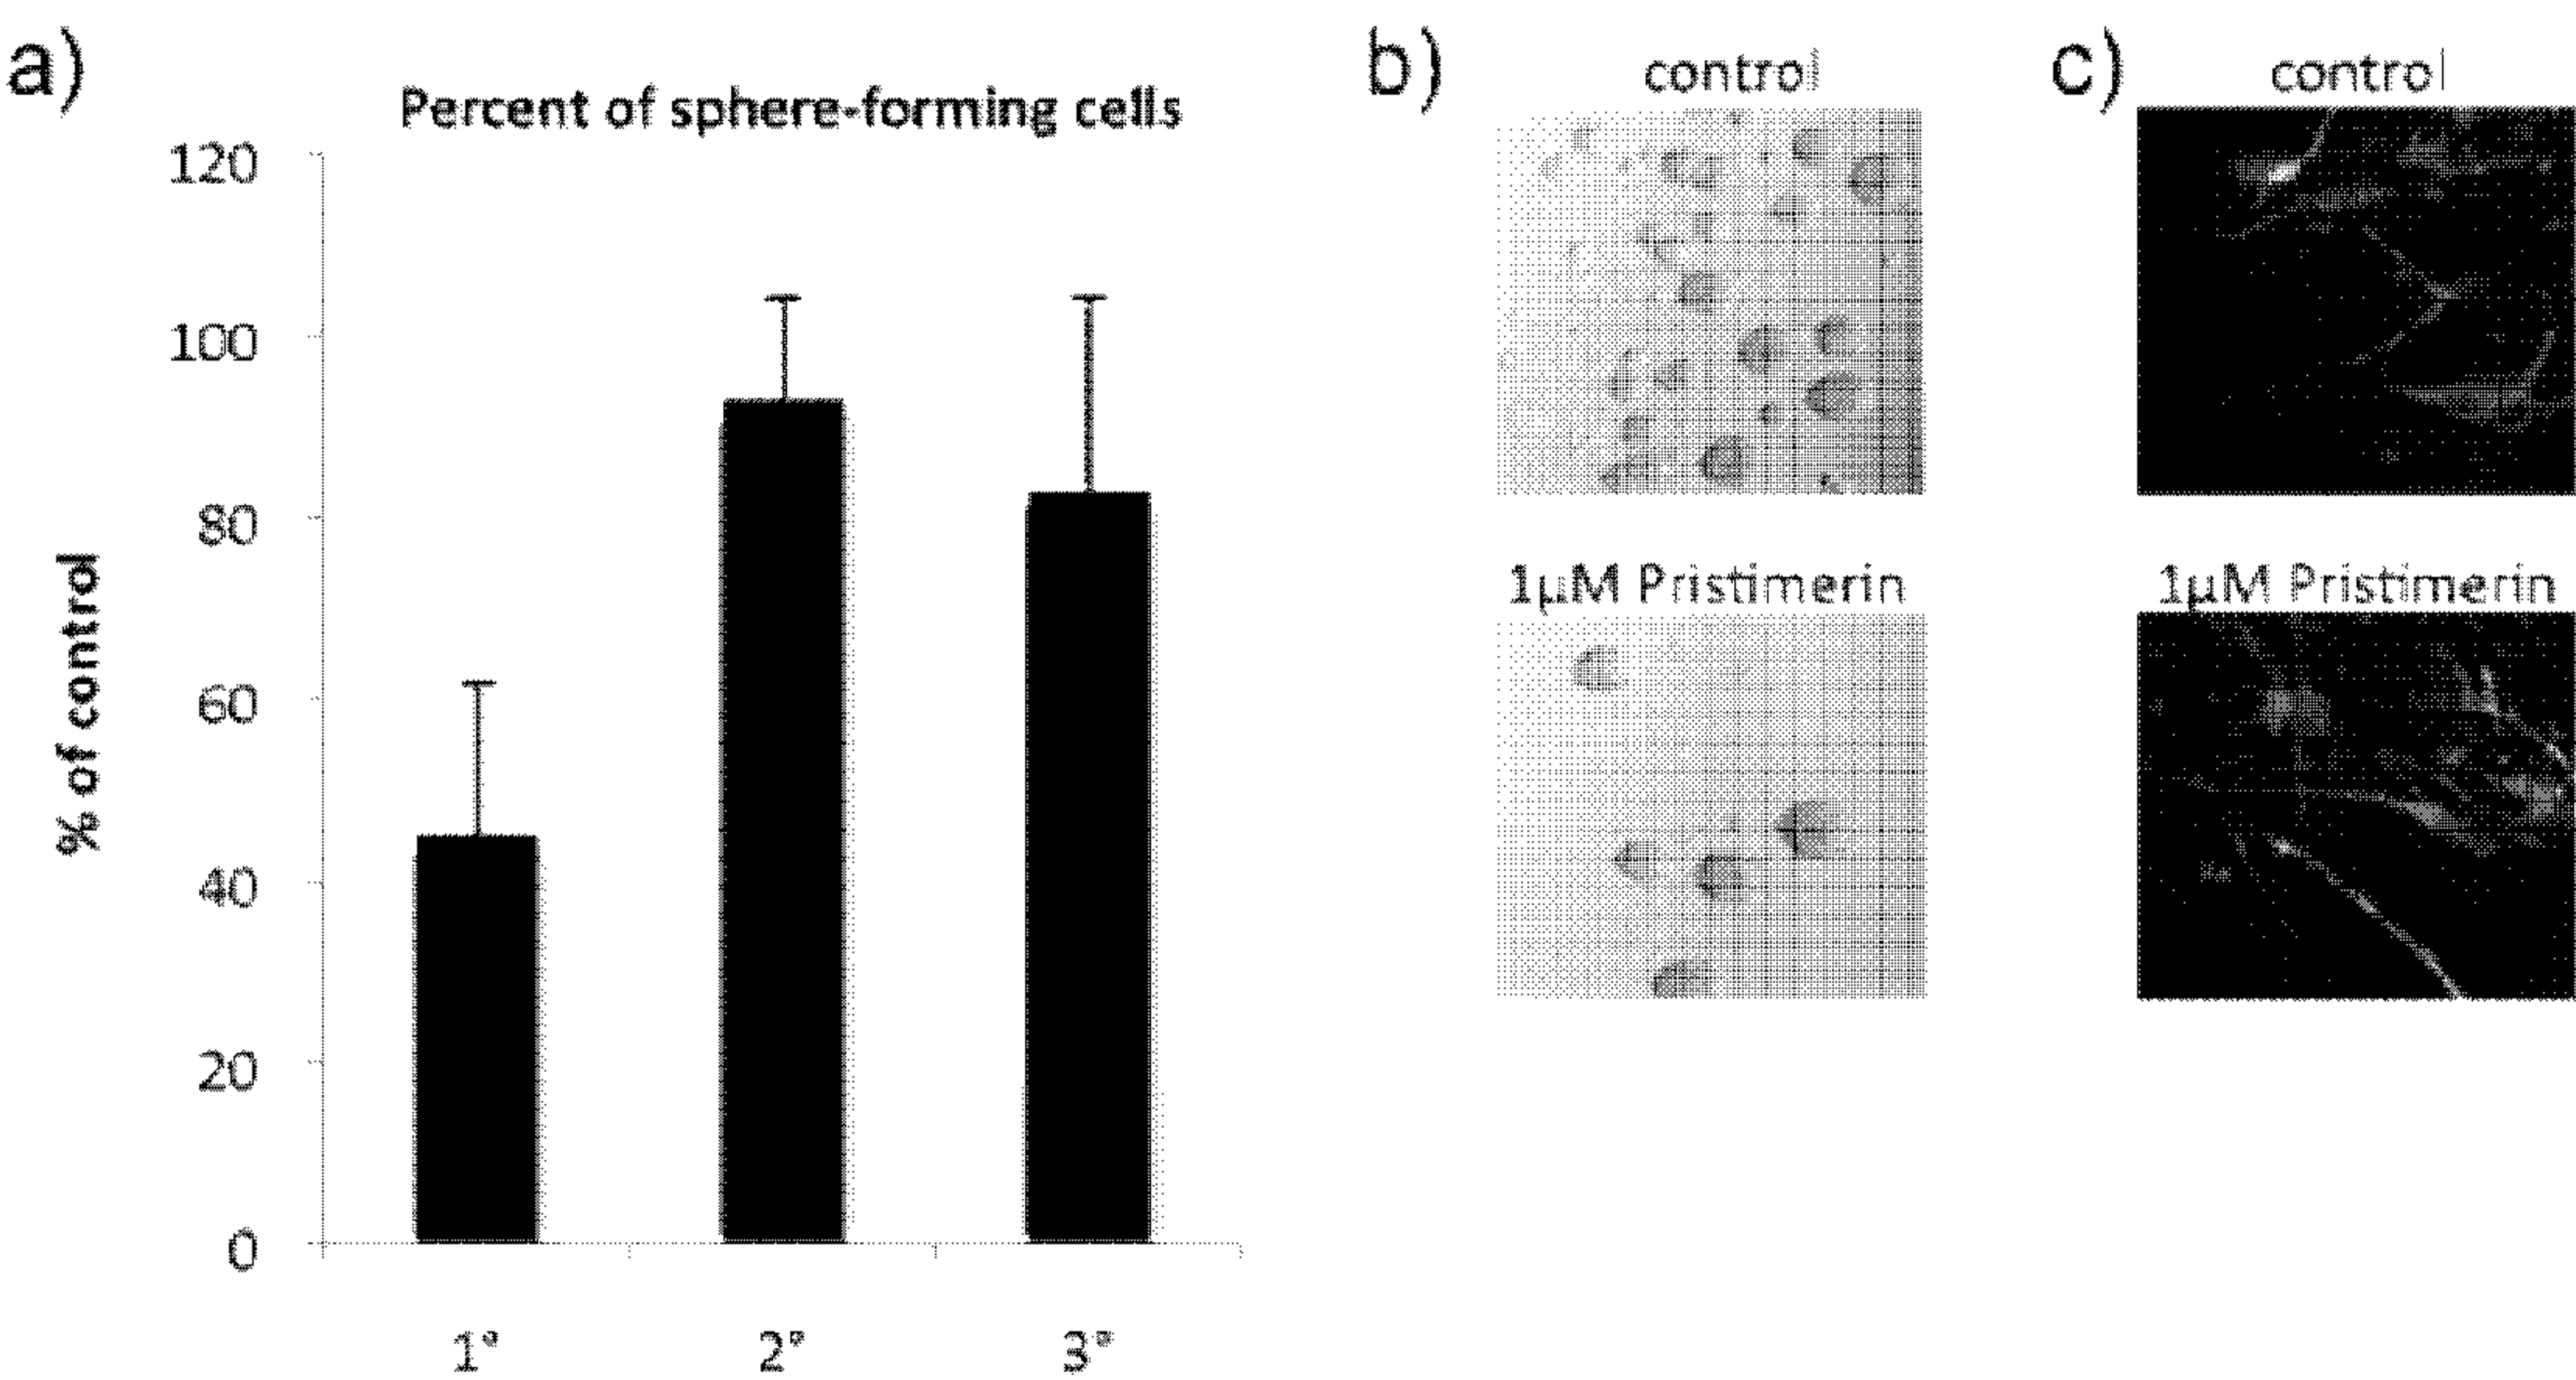 a)
Percent of sphere-forming cells
120
100
80
60
40
20
0
% of control
1°
2°
3°
b)
control
1µM Pristimerin
c)
control
1µM Pristimerin